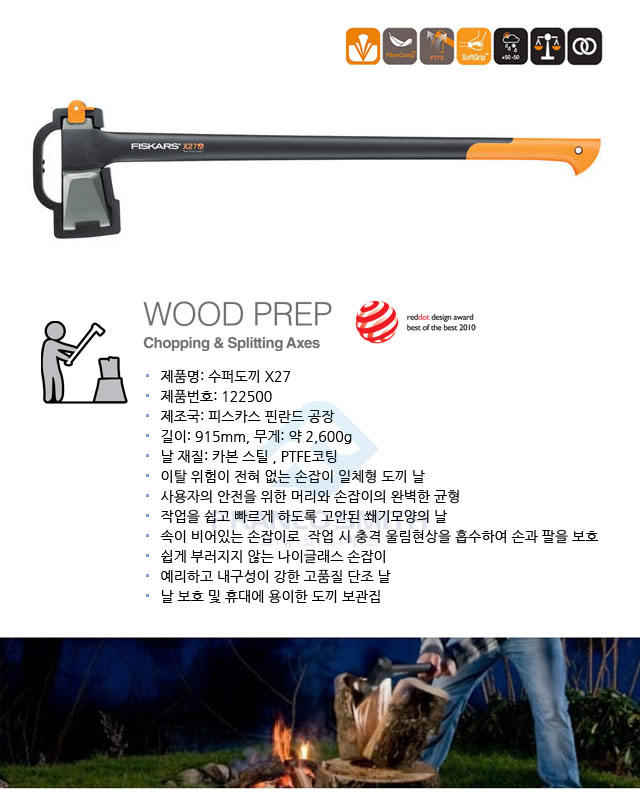 FiberComp™
PTFE
SoftGrip™
+50 -50
FISKARS® X27
WOOD PREP
Chopping & Splitting Axes
reddot design award
best of the best 2010
제품명: 수퍼도끼 X27
제품번호: 122500
제조국: 피스카스 핀란드 공장
길이: 915mm, 무게: 약 2,600g
날 재질: 카본 스틸 , PTFE코팅
이탈 위험이 전혀 없는 손잡이 일체형 도끼 날
사용자의 안전을 위한 머리와 손잡이의 완벽한 균형
작업을 쉽고 빠르게 하도록 고안된 쐐기모양의 날
FRANCO SMITH
속이 비어있는 손잡이로 작업 시 충격 울림현상을 흡수하여 손과 팔을 보호
쉽게 부러지지 않는 나이글래스 손잡이
예리하고 내구성이 강한 고품질 단조 날
날 보호 및 휴대에 용이한 도끼 보관집